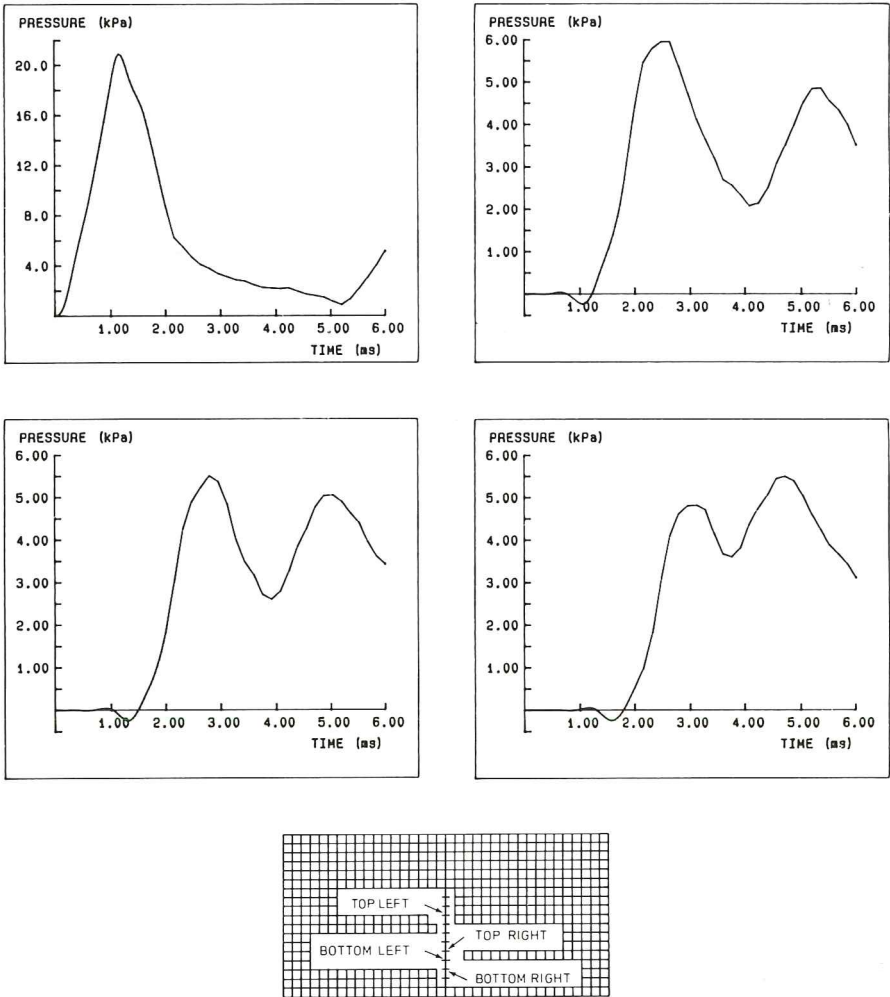 PRESSURE (kPa)
20.0
16.0
12.0
8.0
4.0
1.00 2.00 3.00 4.00 5.00 6.00
TIME (ms)
PRESSURE (kPa)
6.00
5.00
4.00
3.00
2.00
1.00
1.00 2.00 3.00 4.00 5.00 6.00
TIME (ms)
PRESSURE (kPa)
6.00
5.00
4.00
3.00
2.00
1.00
1.00 2.00 3.00 4.00 5.00 6.00
TIME (ms)
PRESSURE (kPa)
6.00
5.00
4.00
3.00
2.00
1.00
1.00 2.00 3.00 4.00 5.00 6.00
TIME (ms)
TOP LEFT
TOP RIGHT
BOTTOM LEFT
BOTTOM RIGHT